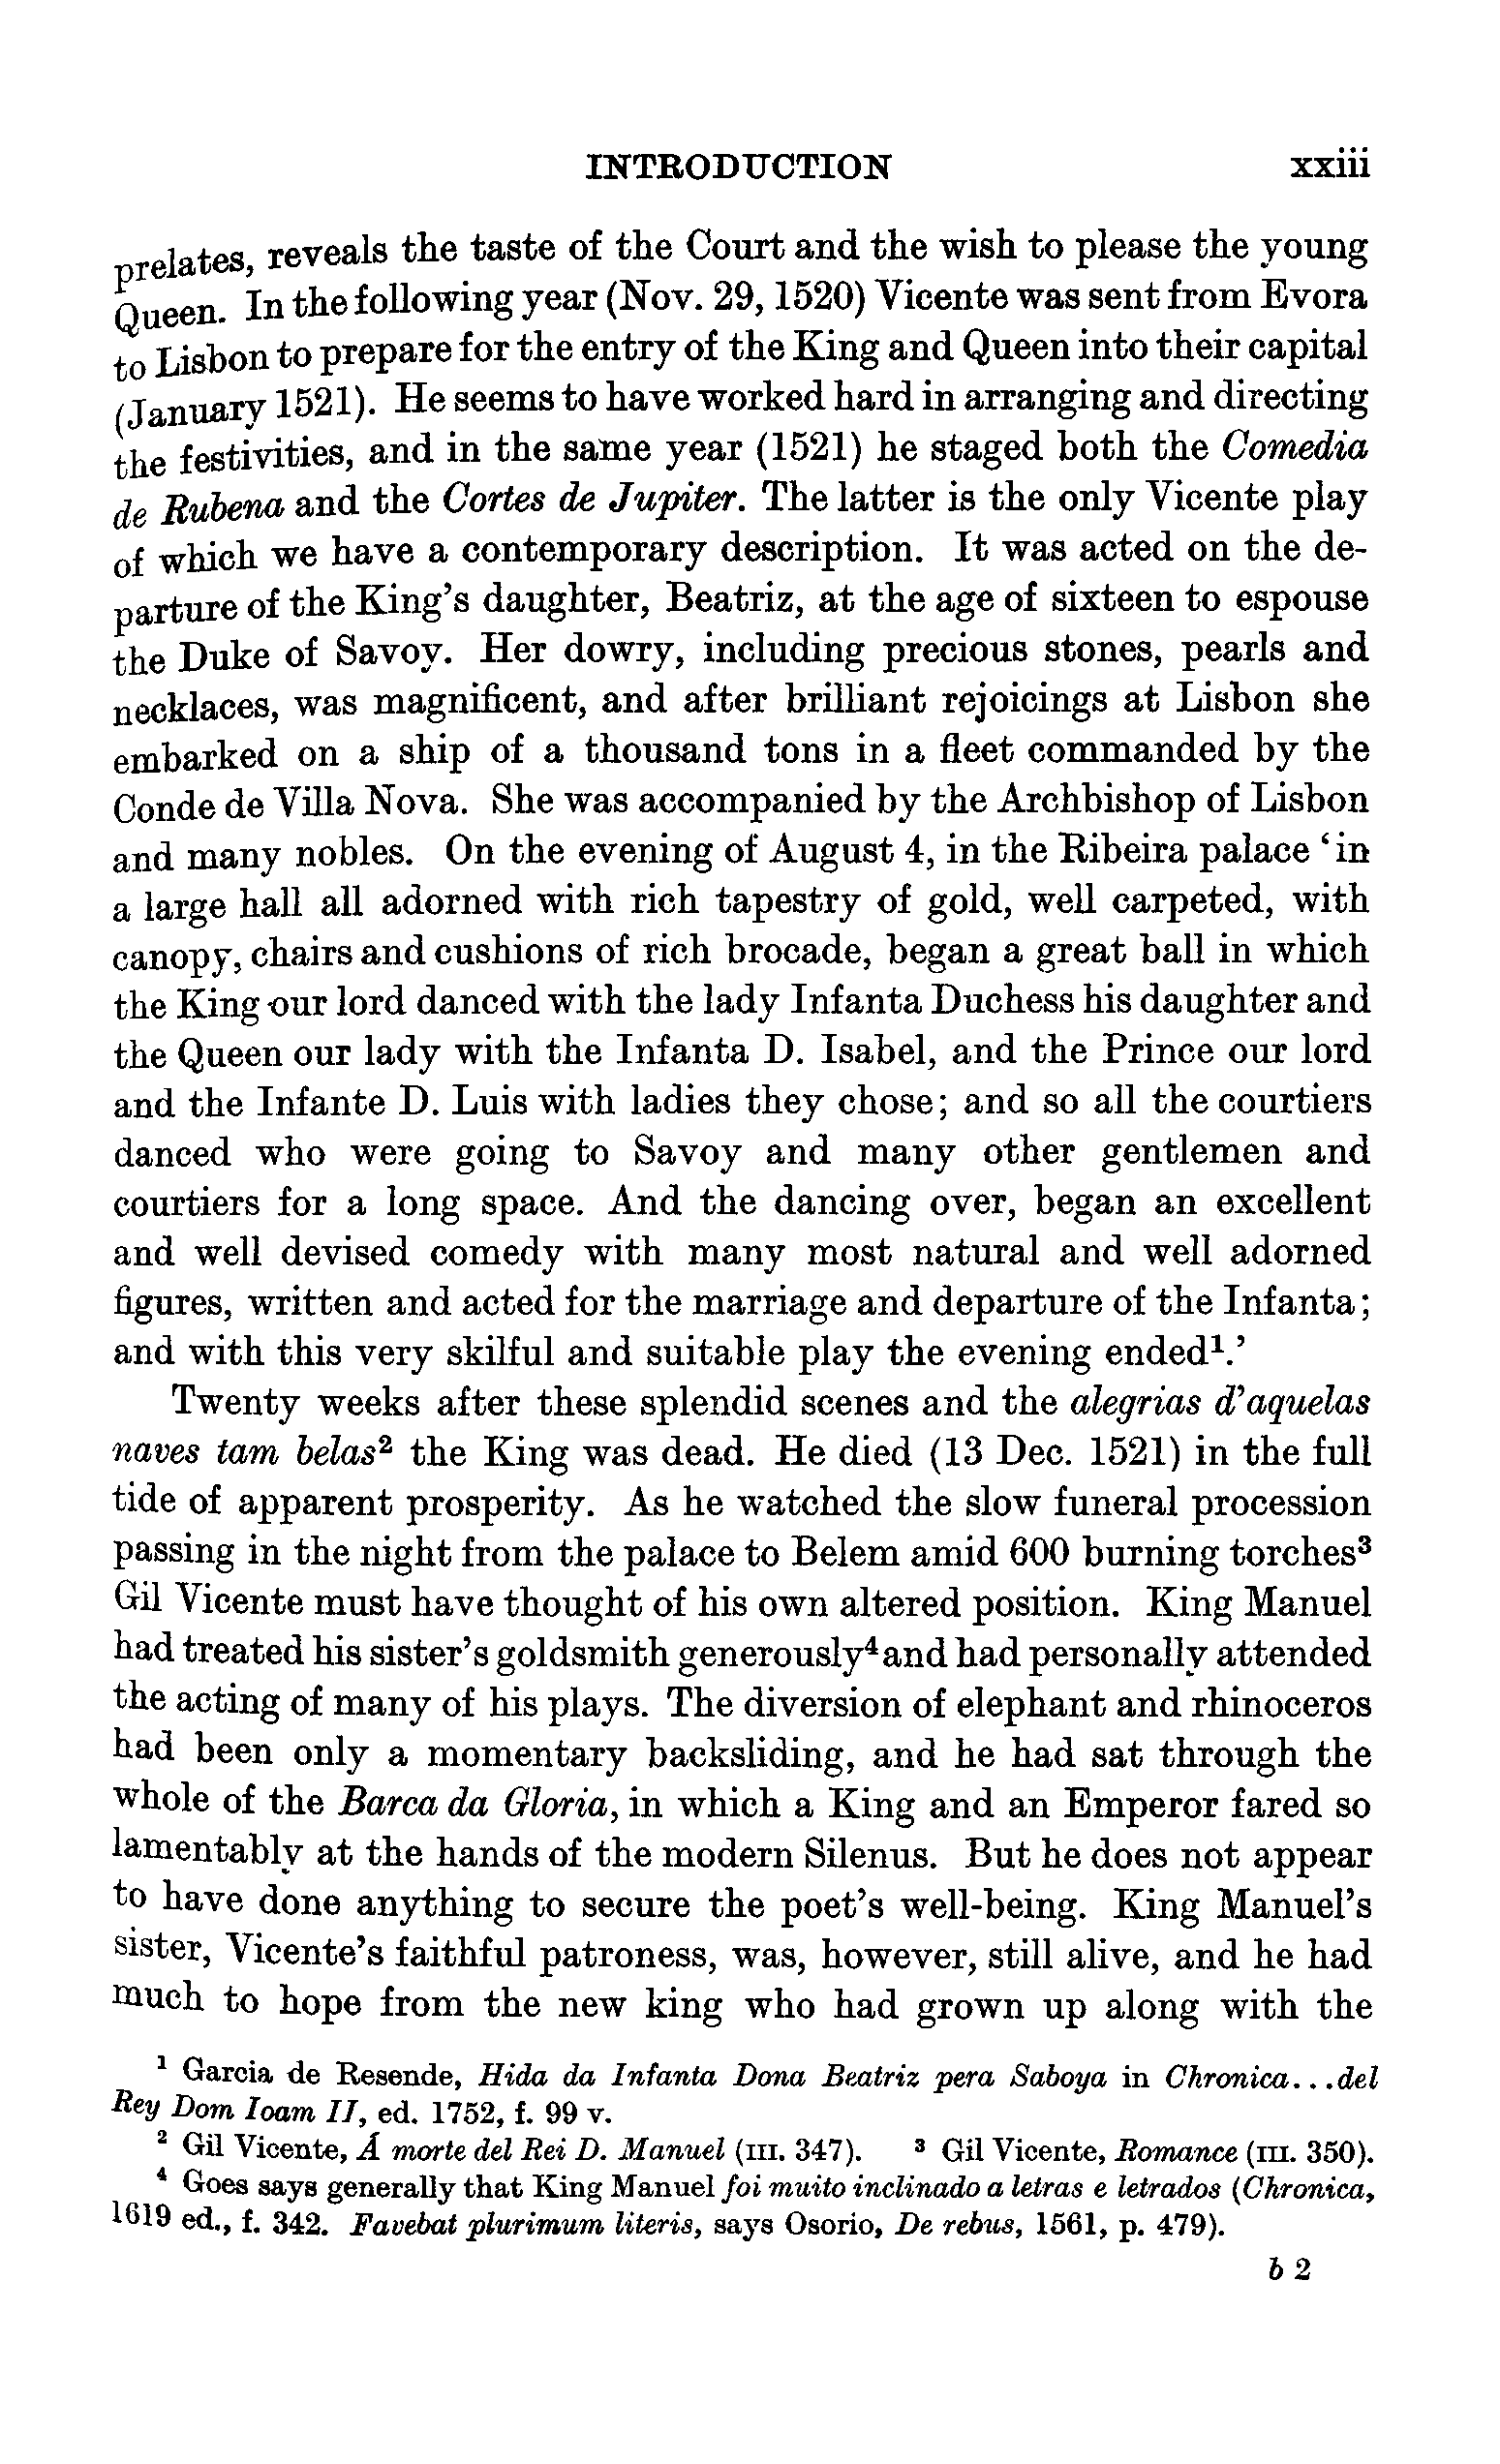 INTRODUCTION xxiii
prelates, reveals the taste of the Court and the wish to please the young
Queen. In the following year (Nov. 29, 1520) Vicente was sent from Evora
to Lisbon to prepare for the entry of the King and Queen into their capital
(January 1521). He seems to have worked hard in arranging and directing
the festivities, and in the same year (1521) he staged both the Comedia
de Rubena and the Cortes de Jupiter. The latter is the only Vicente play
of which we have a contemporary description. It was acted on the de-
parture of the King's daughter, Beatriz, at the age of sixteen to espouse
the Duke of Savoy. Her dowry, including precious stones, pearls and
necklaces, was magnificent, and after brilliant rejoicings at Lisbon she
embarked on a ship of a thousand tons in a fleet commanded by the
Conde de Villa Nova. She was accompanied by the Archbishop of Lisbon
and many nobles. On the evening of August 4, in the Ribeira palace 'in
a large hall all adorned with rich tapestry of gold, well carpeted, with
canopy, chairs and cushions of rich brocade, began a great ball in which
the King our lord danced with the lady Infanta Duchess his daughter and
the Queen our lady with the Infanta D. Isabel, and the Prince our lord
and the Infante D. Luis with ladies they chose; and so all the courtiers
danced who were going to Savoy and many other gentlemen and
courtiers for a long space. And the dancing over, began an excellent
and well devised comedy with many most natural and well adorned
figures, written and acted for the marriage and departure of the Infanta;
and with this very skilful and suitable play the evening ended¹.'
Twenty weeks after these splendid scenes and the alegrias d'aquelas
naves tam belas² the King was dead. He died (13 Dec. 1521) in the full
tide of apparent prosperity. As he watched the slow funeral procession
passing in the night from the palace to Belem amid 600 burning torches³
Gil Vicente must have thought of his own altered position. King Manuel
had treated his sister's goldsmith generously⁴ and had personally attended
the acting of many of his plays. The diversion of elephant and rhinoceros
had been only a momentary backsliding, and he had sat through the
whole of the Barca da Gloria, in which a King and an Emperor fared so
lamentably at the hands of the modern Silenus. But he does not appear
to have done anything to secure the poet's well-being. King Manuel's
sister, Vicente's faithful patroness, was, however, still alive, and he had
much to hope from the new king who had grown up along with the
¹ Garcia de Resende, Hida da Infanta Dona Beatriz pera Saboya in Chronica...del
Rey Dom Ioam II, ed. 1752, f. 99 v.
² Gil Vicente, Á morte del Rei D. Manuel (III. 347). ³ Gil Vicente, Romance (III. 350).
⁴ Goes says generally that King Manuel foi muito inclinado a letras e letrados (Chronica,
1619 ed., f. 342. Favebat plurimum literis, says Osorio, De rebus, 1561, p. 479).
b 2